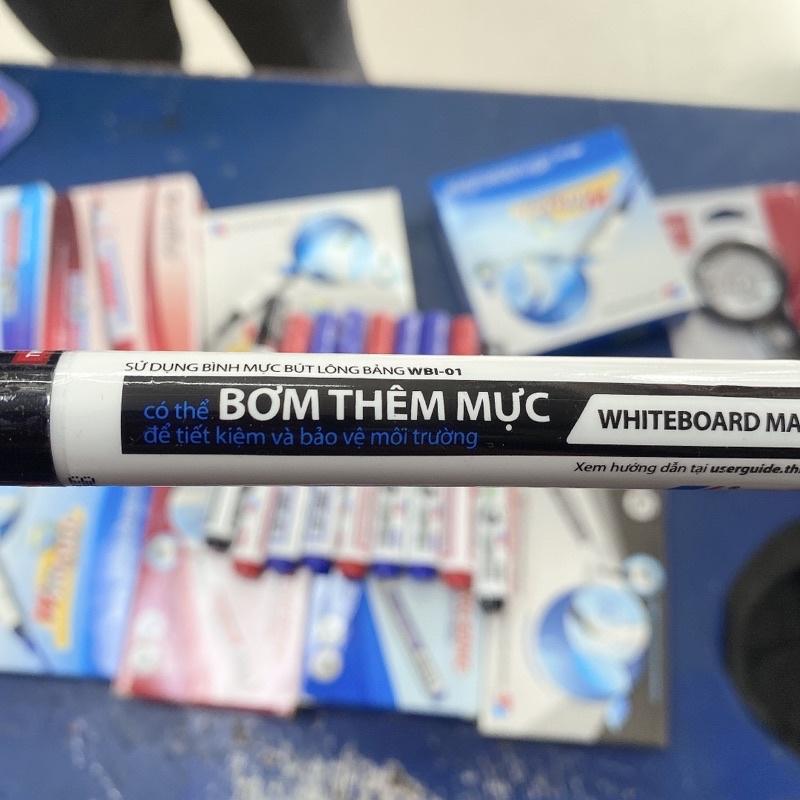 SỬ DỤNG BÌNH MỰC BÚT LÔNG BẢNG WBI-01
có thể BƠM THÊM MỰC
để tiết kiệm và bảo vệ môi trường
WHITEBOARD MA
Xem hướng dẫn tại userguide.th